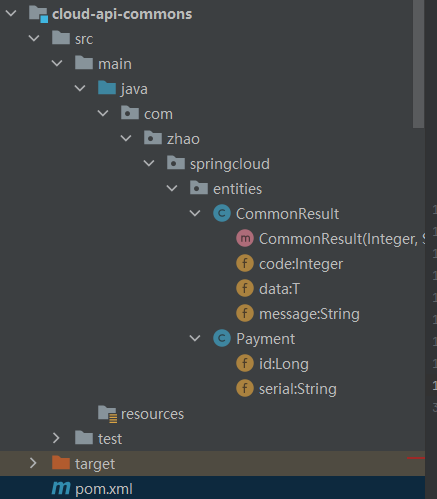 cloud-api-commons
src
main
java
com
zhao
springcloud
entities
CommonResult
CommonResult(Integer, S
code:Integer
data:T
message:String
Payment
id:Long
serial:String
resources
test
target
pom.xml